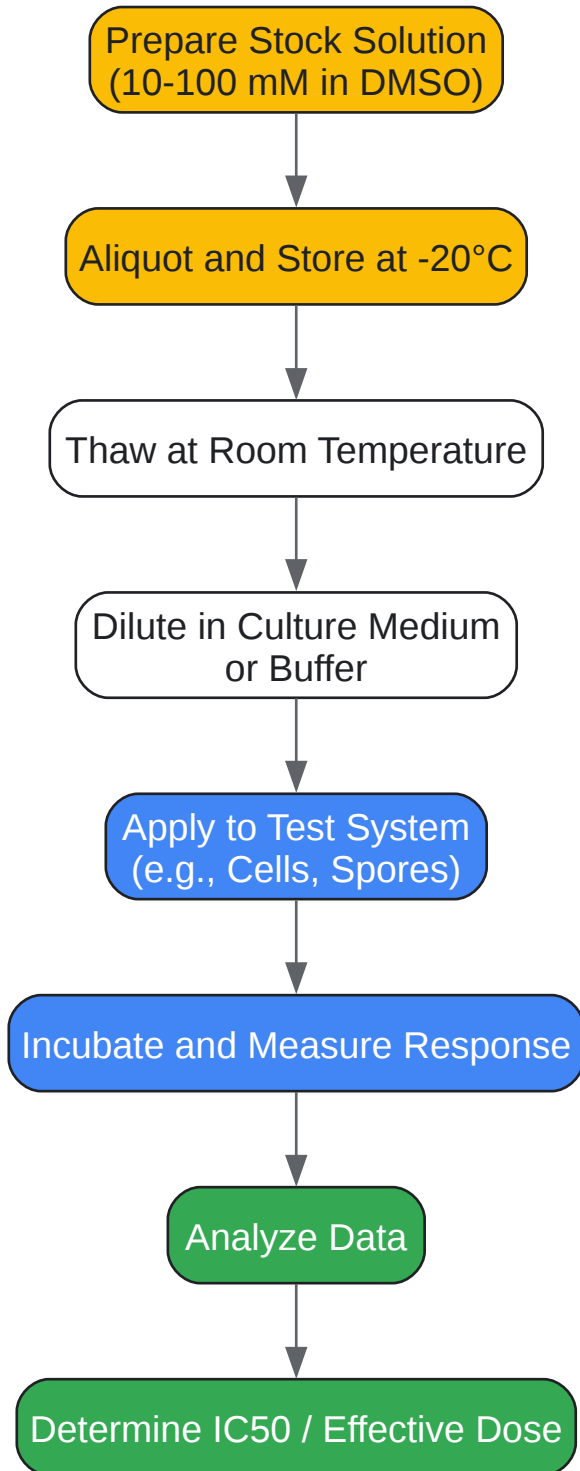 Prepare Stock Solution
(10-100 mM in DMSO)
Aliquot and Store at -20°C
Thaw at Room Temperature
Dilute in Culture Medium
or Buffer
Apply to Test System
(e.g., Cells, Spores)
Incubate and Measure Response
Analyze Data
Determine IC50 / Effective Dose